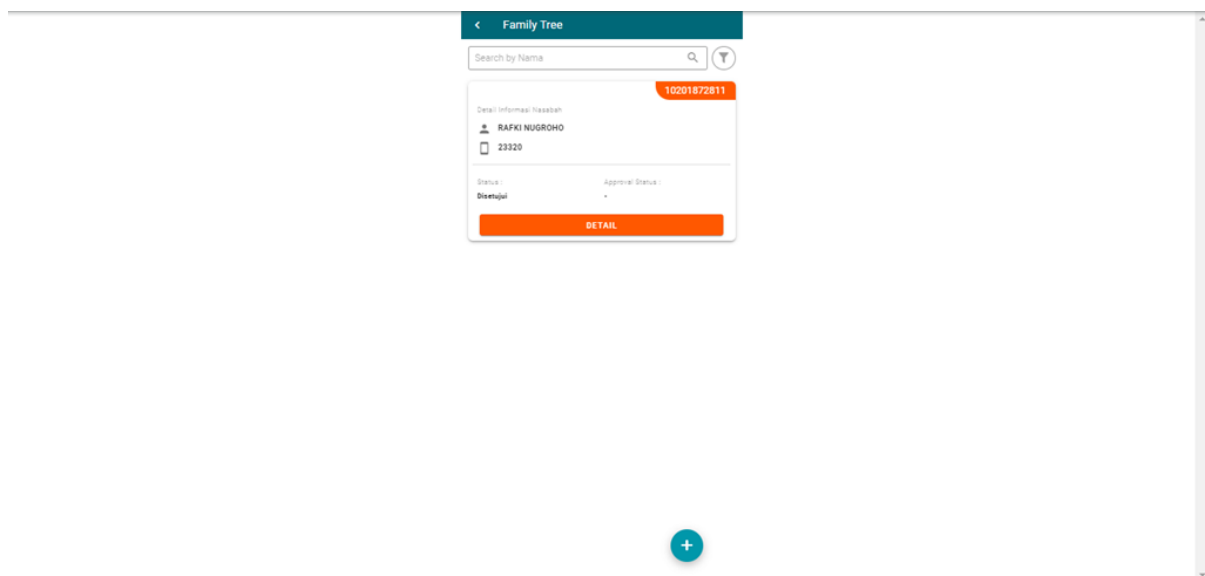 Family Tree
Search by Nama
10201872811
Detail Informasi Nasabah
RAFKI NUGROHO
23320
Status : Approval Status :
Disetujui -
DETAIL
+